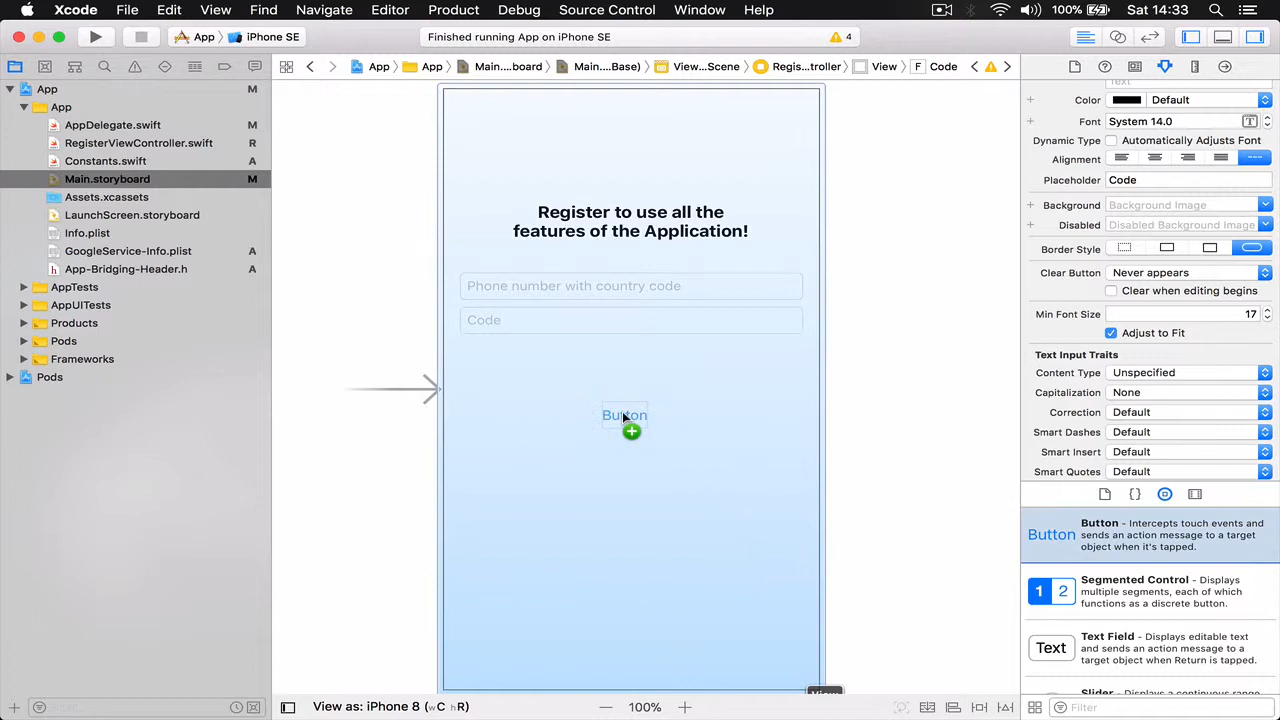 Xcode File Edit View Find Navigate Editor Product Debug Source Control Window Help 100% Sat 14:33
App iPhone SE Finished running App on iPhone SE 4
App App Main....board Main....Base) View...Scene Regis...troller View F Code
App M
App
AppDelegate.swift M
RegisterViewController.swift R
Constants.swift A
Main.storyboard M
Assets.xcassets
LaunchScreen.storyboard
Info.plist
GoogleService-Info.plist A
App-Bridging-Header.h A
AppTests
AppUITests
Products
Pods
Frameworks
Pods
Register to use all the
features of the Application!
Phone number with country code
Code
Button
Text
Color Default
Font System 14.0 T
Dynamic Type Automatically Adjusts Font
Alignment
Placeholder Code
Background Background Image
Disabled Disabled Background Image
Border Style
Clear Button Never appears
Clear when editing begins
Min Font Size 17
Adjust to Fit
Text Input Traits
Content Type Unspecified
Capitalization None
Correction Default
Smart Dashes Default
Smart Insert Default
Smart Quotes Default
Button Button - Intercepts touch events and
sends an action message to a target
object when it's tapped.
1 2 Segmented Control - Displays
multiple segments, each of which
functions as a discrete button.
Text Text Field - Displays editable text
and sends an action message to a
target object when Return is tapped.
Slider - Displays a continuous range
View
View as: iPhone 8 (wC hR) 100% Filter